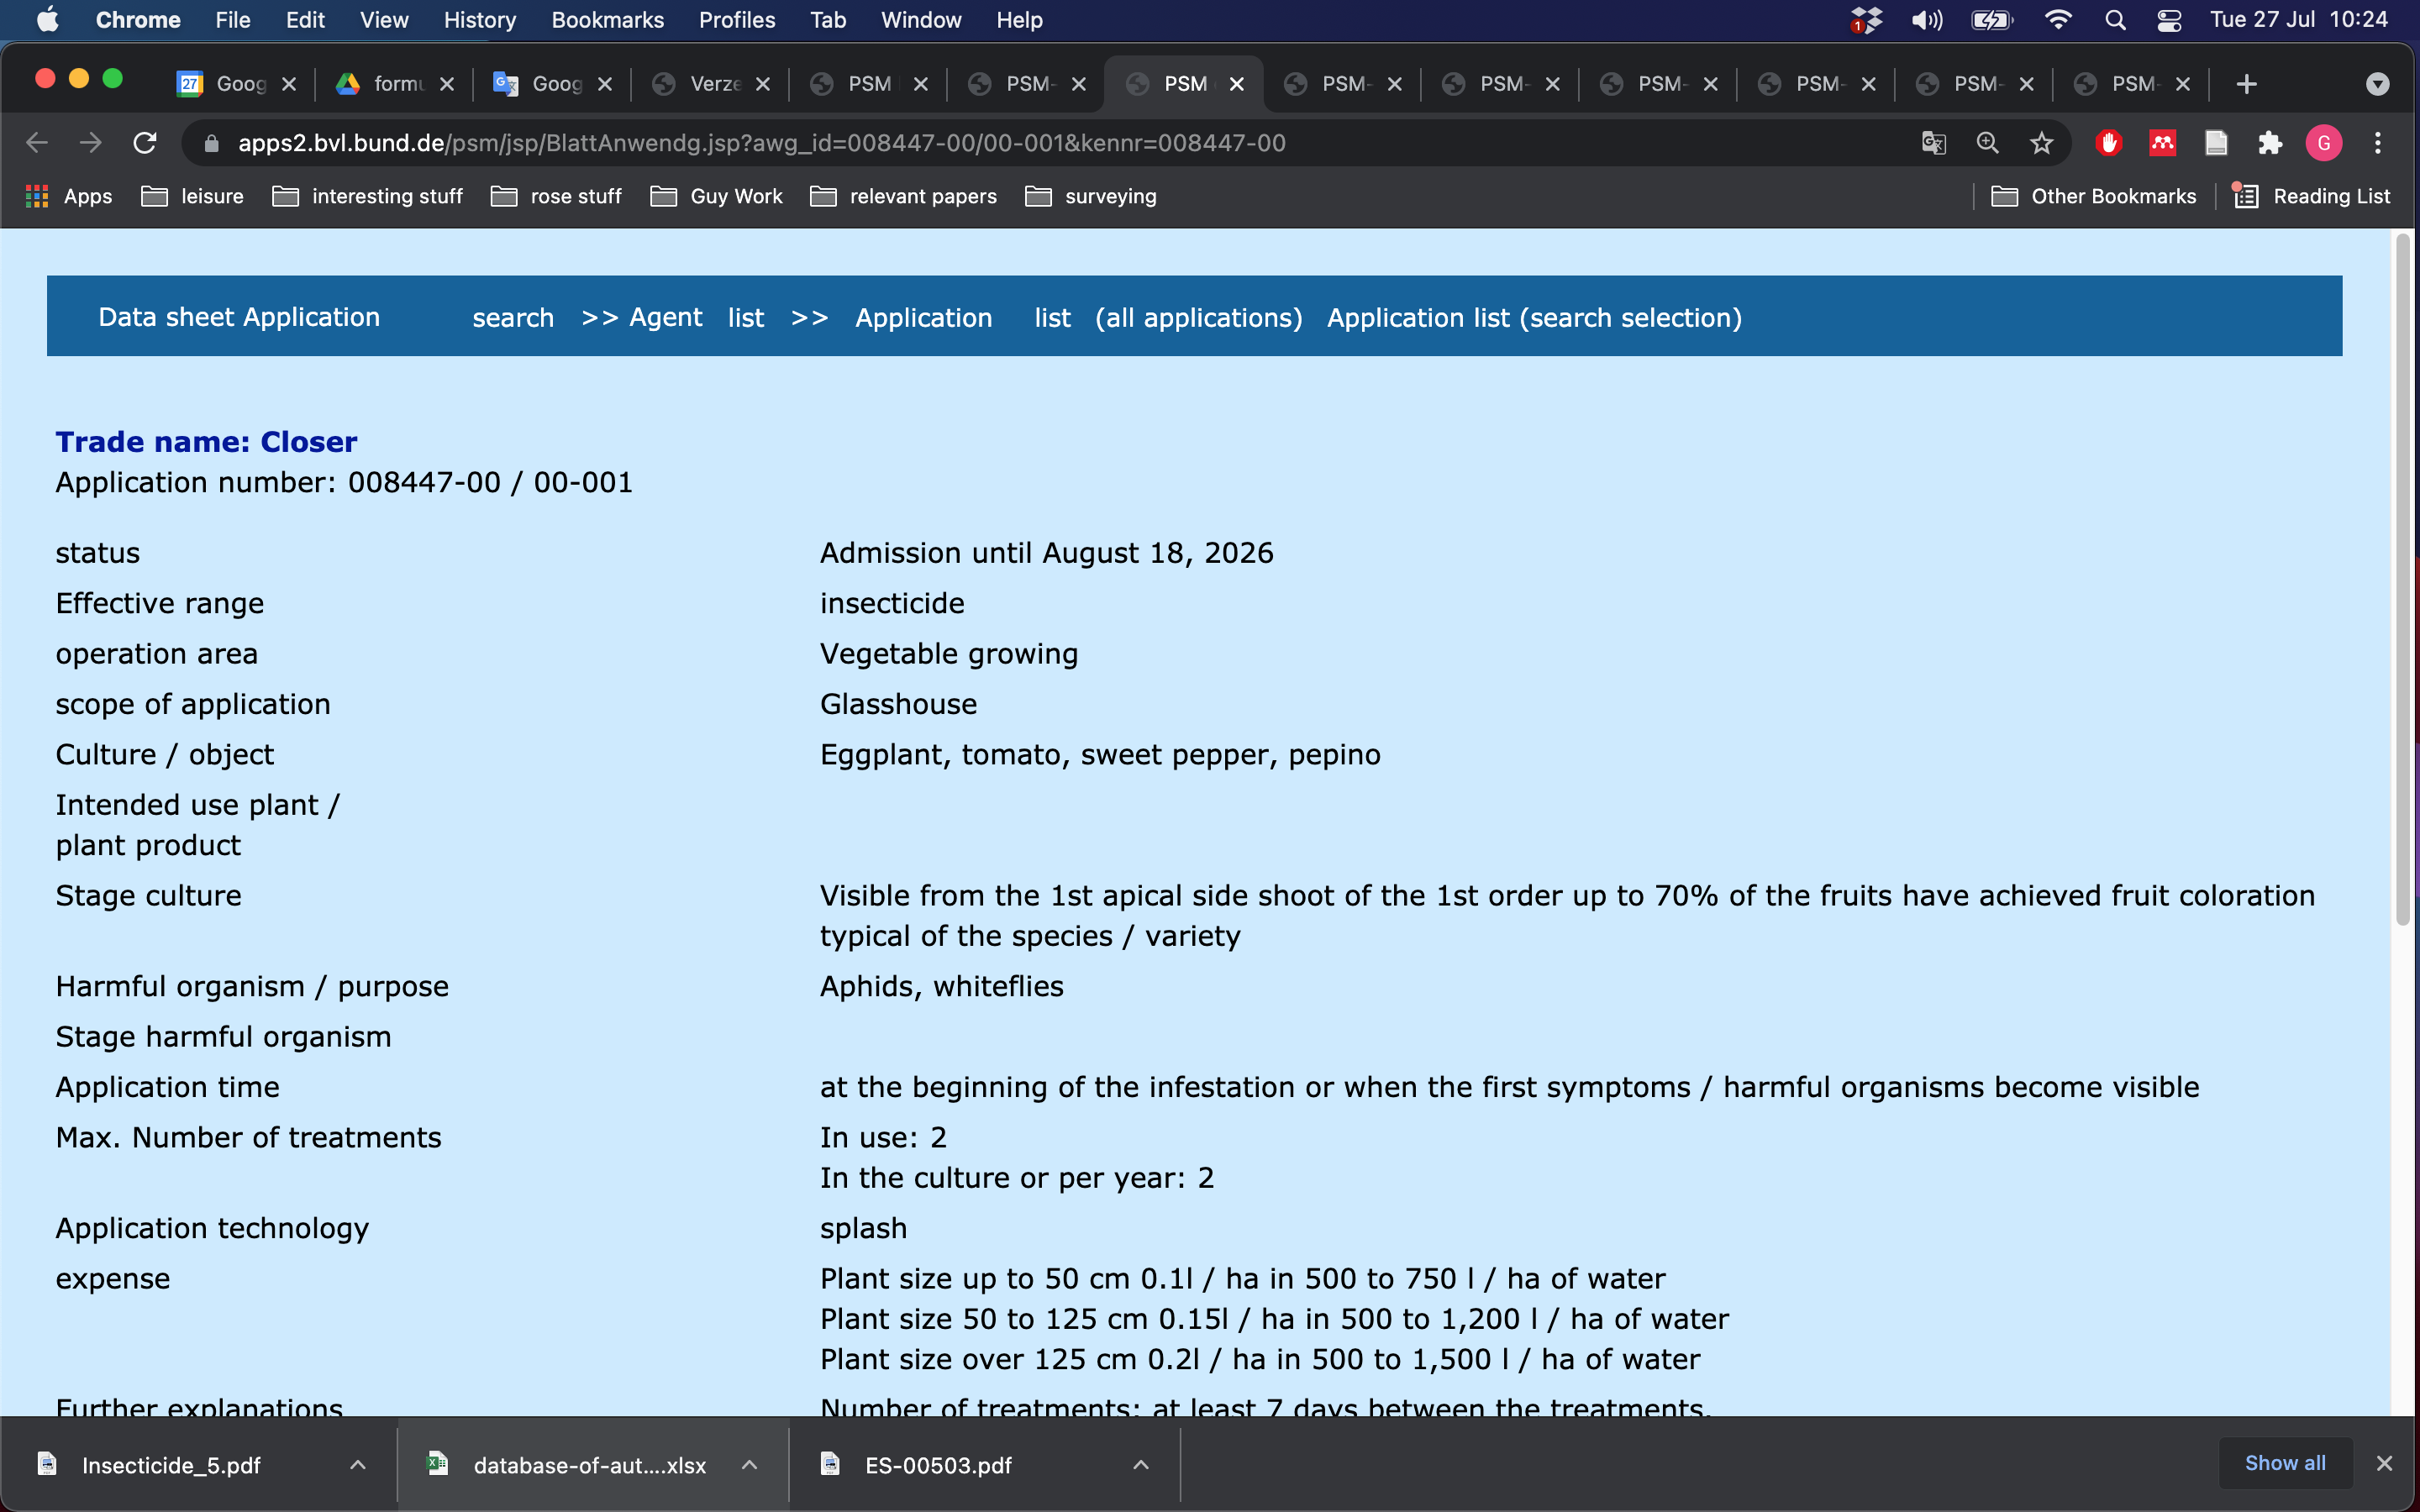 Chrome File Edit View History Bookmarks Profiles Tab Window Help 1 Tue 27 Jul 10:24
27 Goog formu Goog Verze PSM PSM- PSM PSM- PSM- PSM- PSM- PSM- PSM-
apps2.bvl.bund.de/psm/jsp/BlattAnwendg.jsp?awg_id=008447-00/00-001&kennr=008447-00 G
Apps leisure interesting stuff rose stuff Guy Work relevant papers surveying Other Bookmarks Reading List
Data sheet Application search >> Agent list >> Application list (all applications) Application list (search selection)
Trade name: Closer
Application number: 008447-00 / 00-001
status Admission until August 18, 2026
Effective range insecticide
operation area Vegetable growing
scope of application Glasshouse
Culture / object Eggplant, tomato, sweet pepper, pepino
Intended use plant /
plant product
Stage culture Visible from the 1st apical side shoot of the 1st order up to 70% of the fruits have achieved fruit coloration
typical of the species / variety
Harmful organism / purpose Aphids, whiteflies
Stage harmful organism
Application time at the beginning of the infestation or when the first symptoms / harmful organisms become visible
Max. Number of treatments In use: 2
In the culture or per year: 2
Application technology splash
expense Plant size up to 50 cm 0.1l / ha in 500 to 750 l / ha of water
Plant size 50 to 125 cm 0.15l / ha in 500 to 1,200 l / ha of water
Plant size over 125 cm 0.2l / ha in 500 to 1,500 l / ha of water
Further explanations Number of treatments: at least 7 days between the treatments.
Insecticide_5.pdf database-of-aut....xlsx ES-00503.pdf Show all